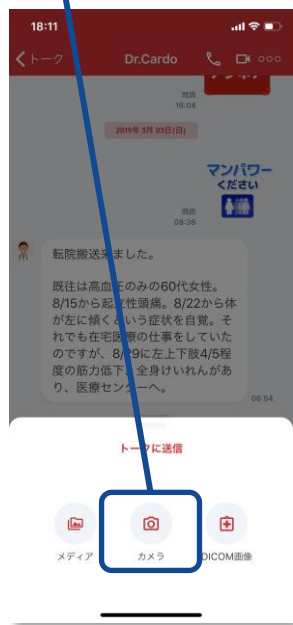 18:11
トーク
Dr.Cardo
既読
16:04
2019年 3月 03日(日)
マンパワー
ください
既読
08:36
転院搬送来ました。
既往は高血圧のみの60代女性。
8/15から起立性頭痛。8/22から体
が左に傾くという症状を自覚。そ
れでも在宅医療の仕事をしていた
のですが、8/29に左上下肢4/5程
度の筋力低下、全身けいれんがあ
り、医療センターへ。
08:54
トークに送信
メディア
カメラ
DICOM画像